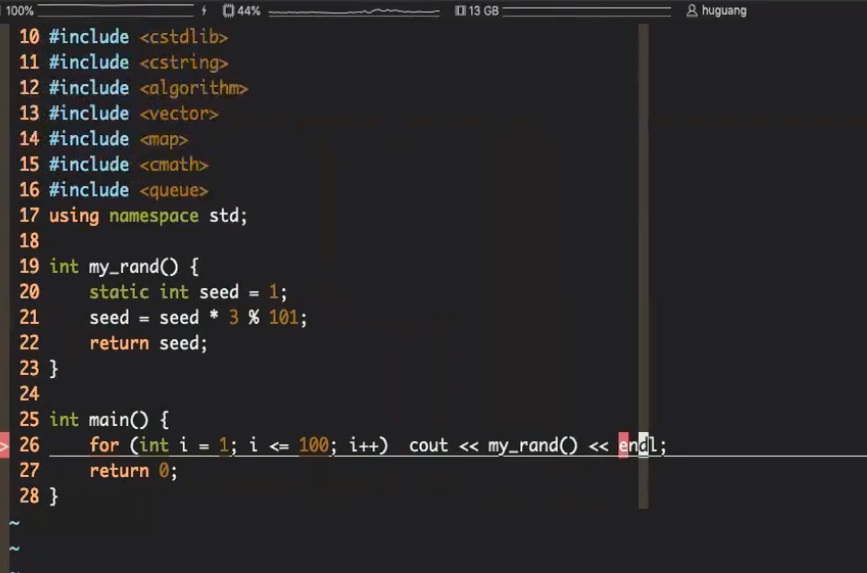 100% 44% 13 GB huguang
10 #include <cstdlib>
11 #include <cstring>
12 #include <algorithm>
13 #include <vector>
14 #include <map>
15 #include <cmath>
16 #include <queue>
17 using namespace std;
18
19 int my_rand() {
20     static int seed = 1;
21     seed = seed * 3 % 101;
22     return seed;
23 }
24
25 int main() {
> 26     for (int i = 1; i <= 100; i++)  cout << my_rand() << endl;
27     return 0;
28 }
~
~
~